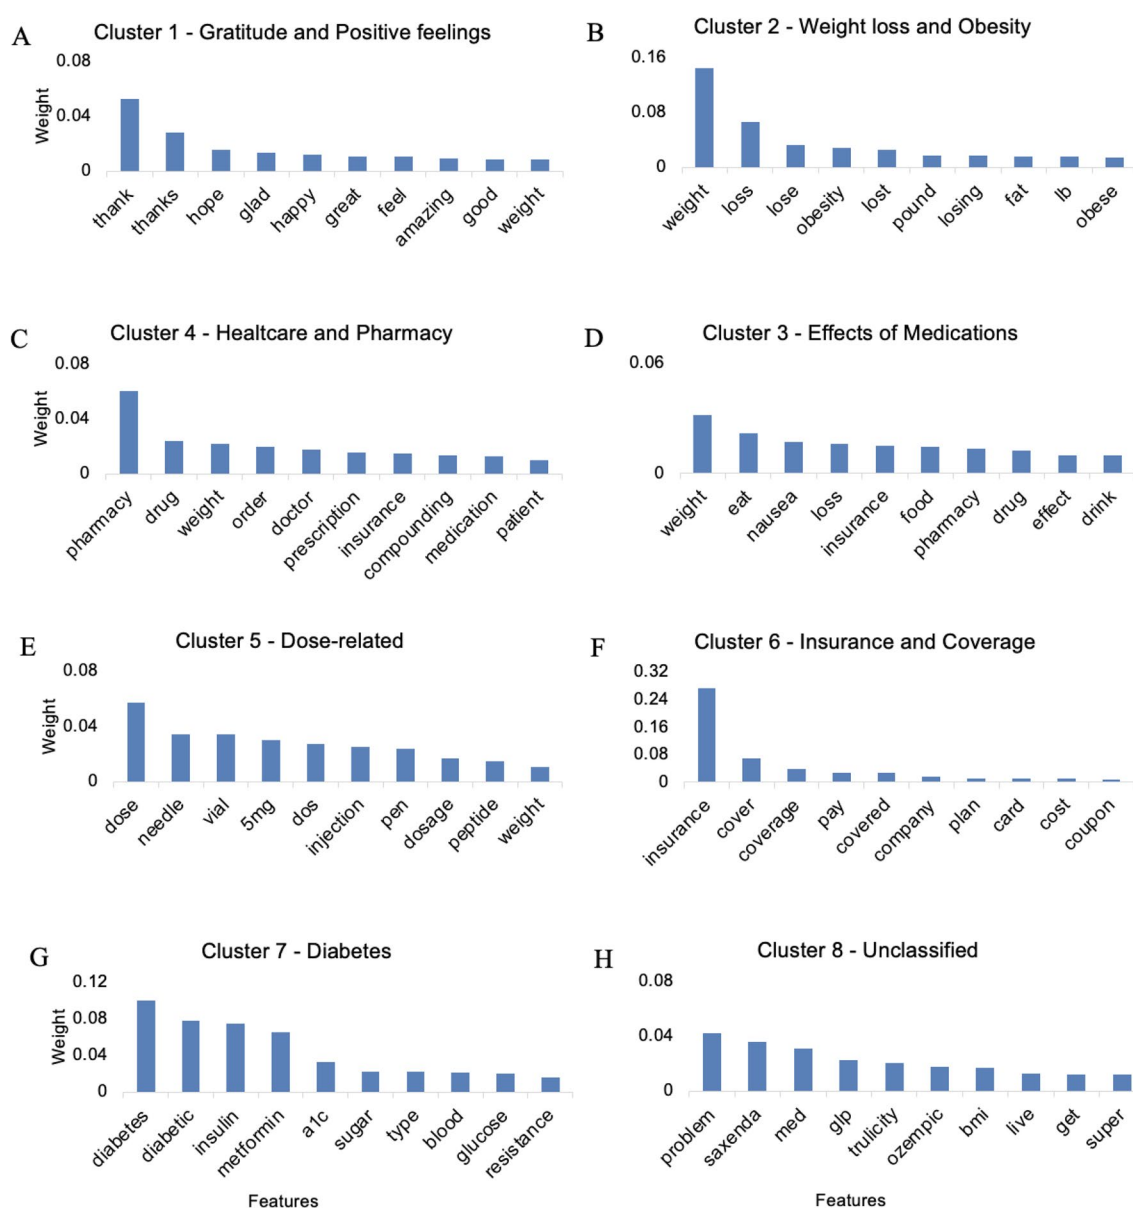 A
Cluster 1 - Gratitude and Positive feelings
0.08
0.04
0
Weight
thank
thanks
hope
glad
happy
great
feel
amazing
good
weight
B
Cluster 2 - Weight loss and Obesity
0.16
0.08
0
weight
loss
lose
obesity
lost
pound
losing
fat
lb
obese
C
Cluster 4 - Healtcare and Pharmacy
0.08
0.04
0
Weight
pharmacy
drug
weight
order
doctor
prescription
insurance
compounding
medication
patient
D
Cluster 3 - Effects of Medications
0.06
0
weight
eat
nausea
loss
insurance
food
pharmacy
drug
effect
drink
E
Cluster 5 - Dose-related
0.08
0.04
0
Weight
dose
needle
vial
5mg
dos
injection
pen
dosage
peptide
weight
F
Cluster 6 - Insurance and Coverage
0.32
0.24
0.16
0.08
0
insurance
cover
coverage
pay
covered
company
plan
card
cost
coupon
G
Cluster 7 - Diabetes
0.12
0.08
0.04
0
Weight
diabetes
diabetic
insulin
metformin
a1c
sugar
type
blood
glucose
resistance
Features
H
Cluster 8 - Unclassified
0.08
0.04
0
problem
saxenda
med
glp
trulicity
ozempic
bmi
live
get
super
Features